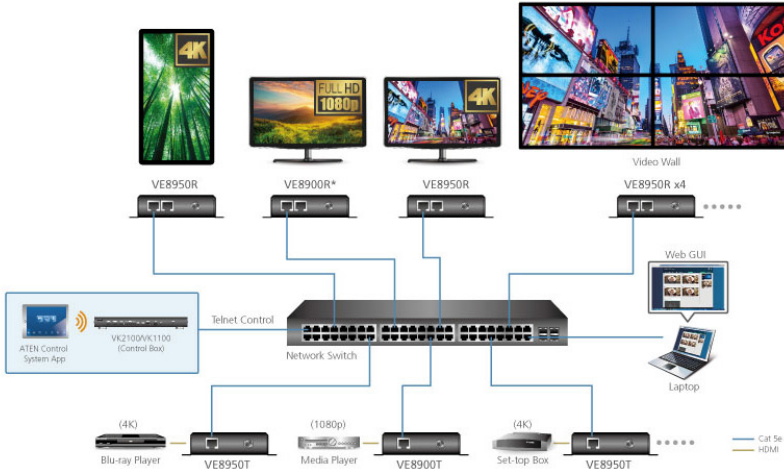 4K
FULL HD
1080p
4K
Video Wall
VE8950R
VE8900R*
VE8950R
VE8950R x4
Web GUI
Telnet Control
ATEN Control
System App
VK2100/VK1100
(Control Box)
Network Switch
Laptop
(4K)
(1080p)
(4K)
Blu-ray Player
VE8950T
Media Player
VE8900T
Set-top Box
VE8950T
Cat 5e
HDMI